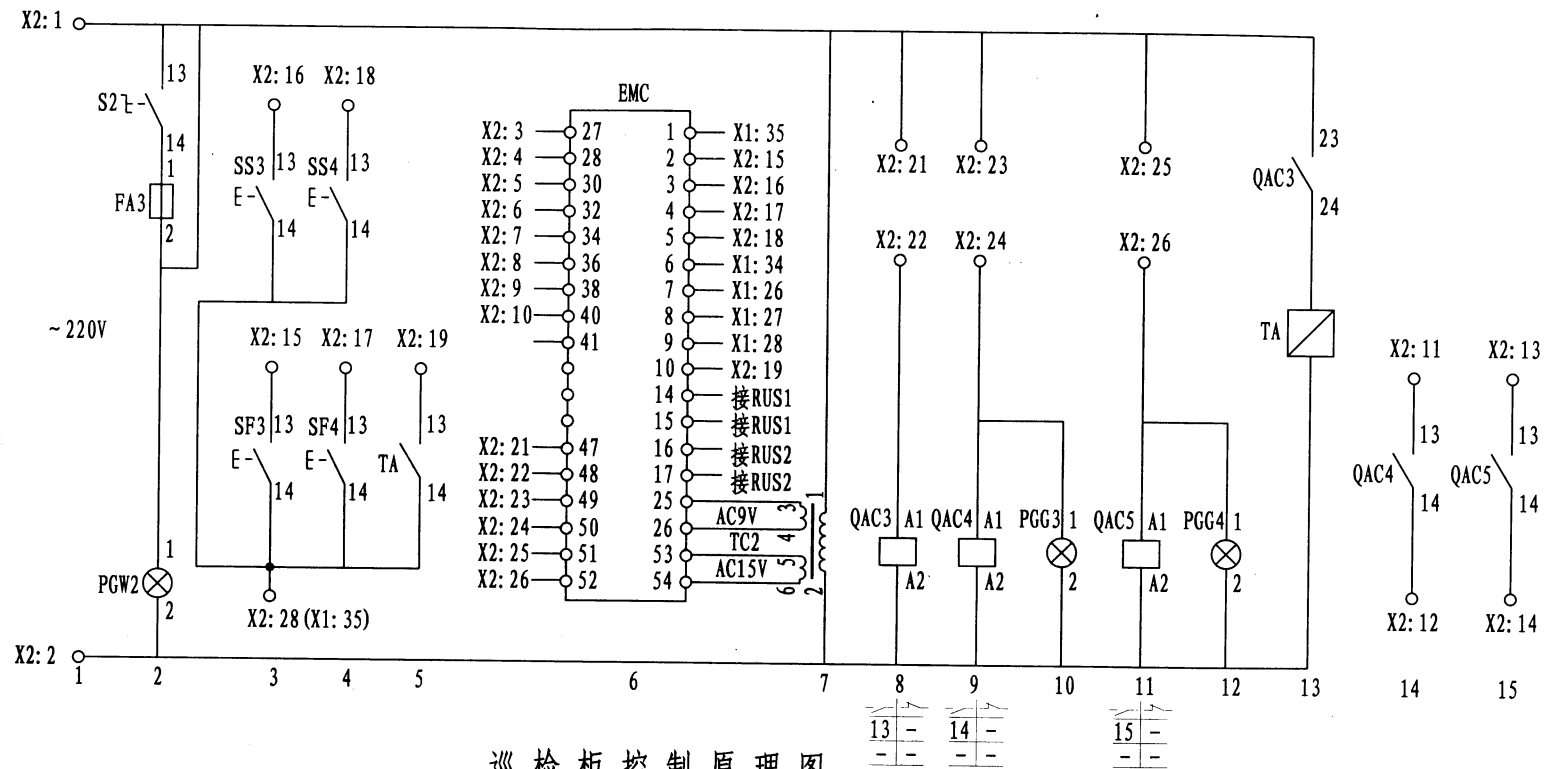 X2:1
13
S2
14
1
FA3
2
~220V
1
PGW2
2
X2:2
X2:16 X2:18
SS3 13 SS4 13
14 14
X2:15 X2:17 X2:19
SF3 13 SF4 13 13
TA
14 14 14
X2:28(X1:35)
EMC
X2:3 27 1 X1:35
X2:4 28 2 X2:15
X2:5 30 3 X2:16
X2:6 32 4 X2:17
X2:7 34 5 X2:18
X2:8 36 6 X1:34
X2:9 38 7 X1:26
X2:10 40 8 X1:27
41 9 X1:28
10 X2:19
14 接RUS1
15 接RUS1
X2:21 47 16 接RUS2
X2:22 48 17 接RUS2
X2:23 49 25 AC9V 3 1
X2:24 50 26 4
TC2
X2:25 51 53 AC15V 5
X2:26 52 54 6 2
X2:21 X2:23 X2:25
X2:22 X2:24 X2:26
23
QAC3
24
TA
QAC3 A1 QAC4 A1 PGG3 1 QAC5 A1 PGG4 1
A2 A2 2 A2 2
X2:11 X2:13
13 13
QAC4 QAC5
14 14
X2:12 X2:14
1 2 3 4 5 6 7 8 9 10 11 12 13 14 15
13 - 14 - 15 -
- - - - - -
巡检柜控制原理图